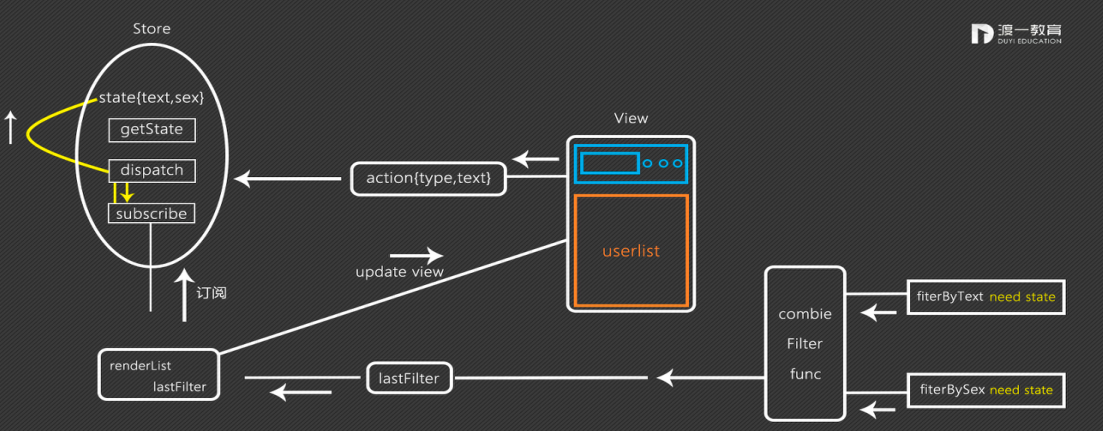 Store
渡一教育
DUYI EDUCATION
state{text,sex}
getState
dispatch
subscribe
订阅
action{type,text}
View
userlist
update view
renderList
lastFilter
lastFilter
combie
Filter
func
fiterByText need state
fiterBySex need state